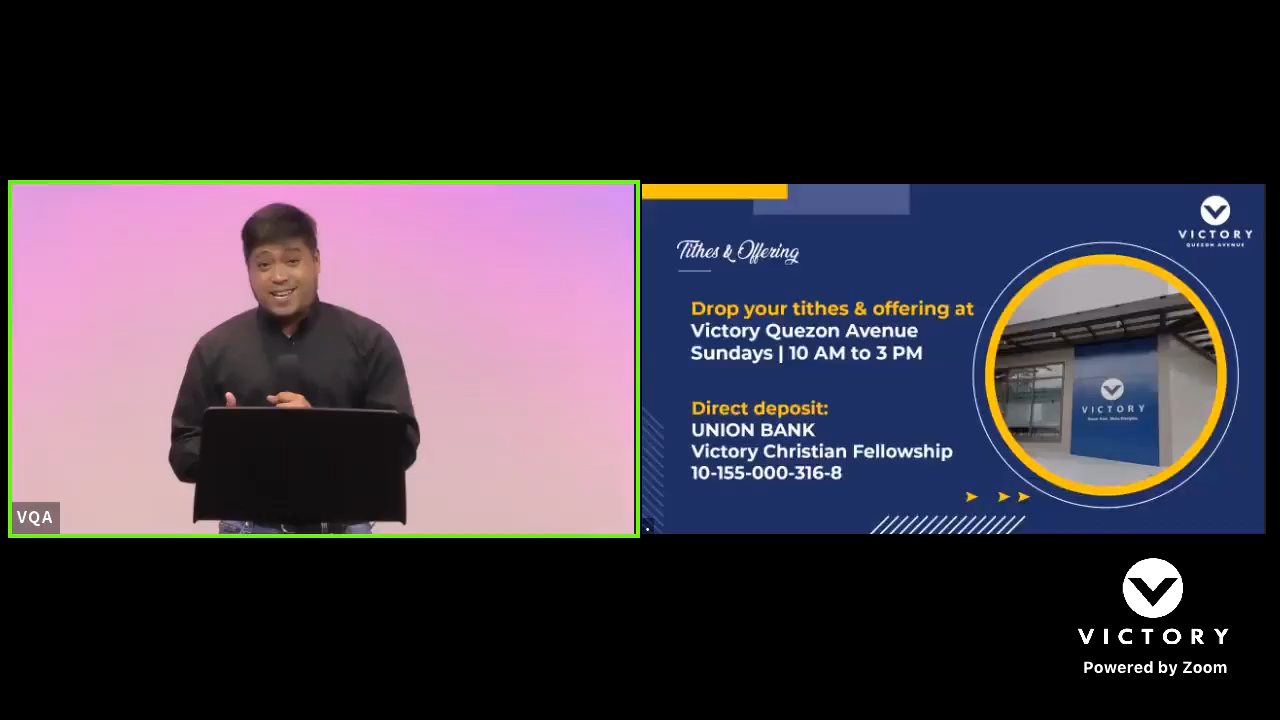 VQA
VICTORY
QUEZON AVENUE
Tithes & Offering
Drop your tithes & offering at
Victory Quezon Avenue
Sundays | 10 AM to 3 PM
Direct deposit:
UNION BANK
Victory Christian Fellowship
10-155-000-316-8
VICTORY
VICTORY
Powered by Zoom